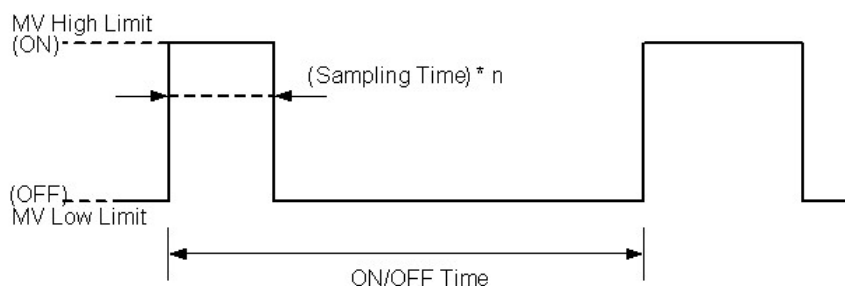 MV High Limit
(ON)
(Sampling Time) * n
(OFF)
MV Low Limit
ON/OFF Time